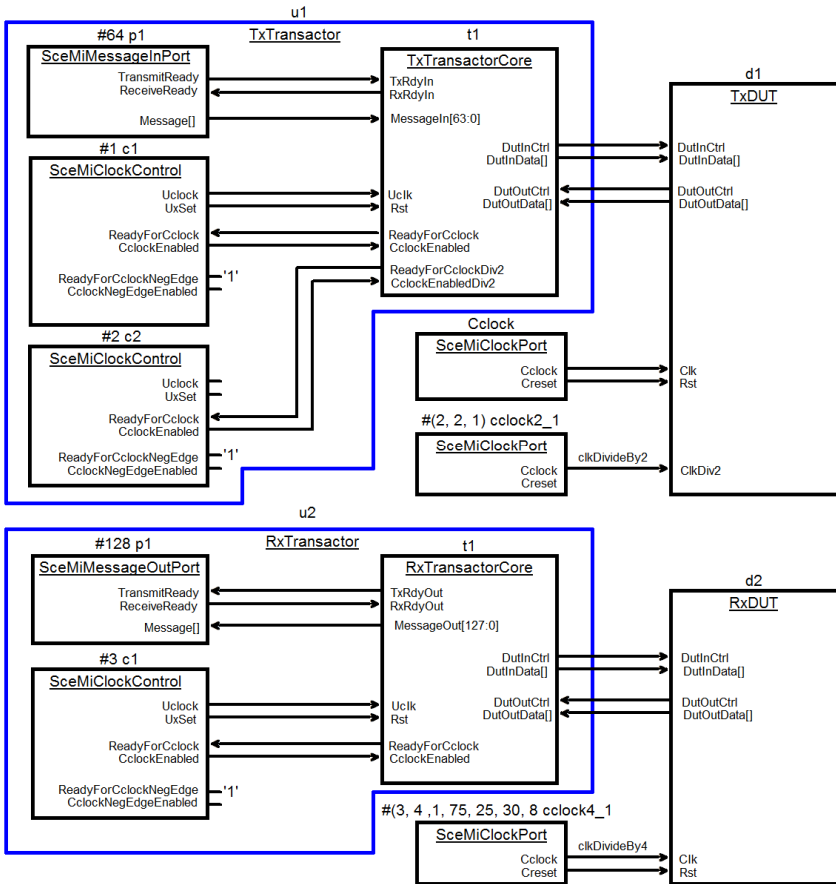 u1
#64 p1
TxTransactor
t1
SceMiMessageInPort
TransmitReady
ReceiveReady
Message[]
TxTransactorCore
TxRdyIn
RxRdyIn
MessageIn[63:0]
DutInCtrl
DutInData[]
DutOutCtrl
DutOutData[]
Uclk
Rst
ReadyForCclock
CclockEnabled
ReadyForCclockDiv2
CclockEnabledDiv2
d1
TxDUT
DutInCtrl
DutInData[]
DutOutCtrl
DutOutData[]
Clk
Rst
ClkDiv2
#1 c1
SceMiClockControl
Uclock
UxSet
ReadyForCclock
CclockEnabled
ReadyForCclockNegEdge
CclockNegEdgeEnabled
'1'
#2 c2
SceMiClockControl
Uclock
UxSet
ReadyForCclock
CclockEnabled
ReadyForCclockNegEdge
CclockNegEdgeEnabled
'1'
Cclock
SceMiClockPort
Cclock
Creset
#(2, 2, 1) cclock2_1
SceMiClockPort
Cclock
Creset
clkDivideBy2
u2
#128 p1
RxTransactor
t1
SceMiMessageOutPort
TransmitReady
ReceiveReady
Message[]
RxTransactorCore
TxRdyOut
RxRdyOut
MessageOut[127:0]
DutInCtrl
DutInData[]
DutOutCtrl
DutOutData[]
Uclk
Rst
ReadyForCclock
CclockEnabled
d2
RxDUT
DutInCtrl
DutInData[]
DutOutCtrl
DutOutData[]
Clk
Rst
#3 c1
SceMiClockControl
Uclock
UxSet
ReadyForCclock
CclockEnabled
ReadyForCclockNegEdge
CclockNegEdgeEnabled
'1'
#(3, 4 ,1, 75, 25, 30, 8 cclock4_1
SceMiClockPort
Cclock
Creset
clkDivideBy4